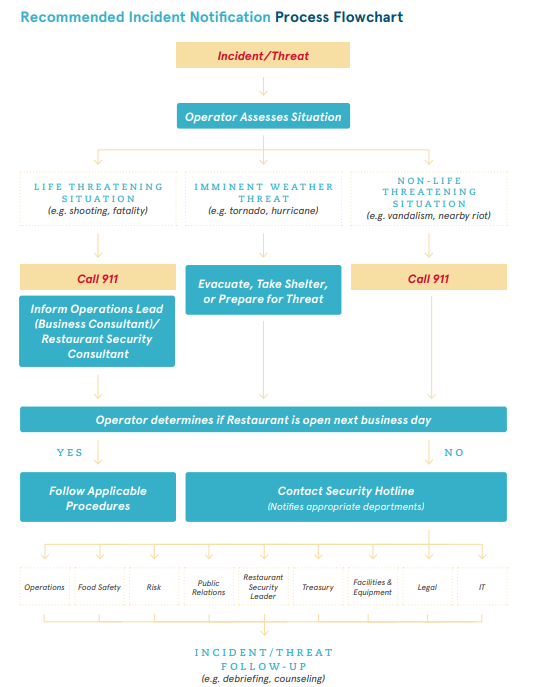 Recommended Incident Notification Process Flowchart
Incident/Threat
Operator Assesses Situation
LIFE THREATENING
SITUATION
(e.g. shooting, fatality)
IMMINENT WEATHER
THREAT
(e.g. tornado, hurricane)
NON-LIFE
THREATENING
SITUATION
(e.g. vandalism, nearby riot)
Call 911
Inform Operations Lead
(Business Consultant)/
Restaurant Security
Consultant
Evacuate, Take Shelter,
or Prepare for Threat
Call 911
Operator determines if Restaurant is open next business day
YES
NO
Follow Applicable
Procedures
Contact Security Hotline
(Notifies appropriate departments)
Operations
Food Safety
Risk
Public
Relations
Restaurant
Security
Leader
Treasury
Facilities &
Equipment
Legal
IT
INCIDENT/THREAT
FOLLOW-UP
(e.g. debriefing, counseling)